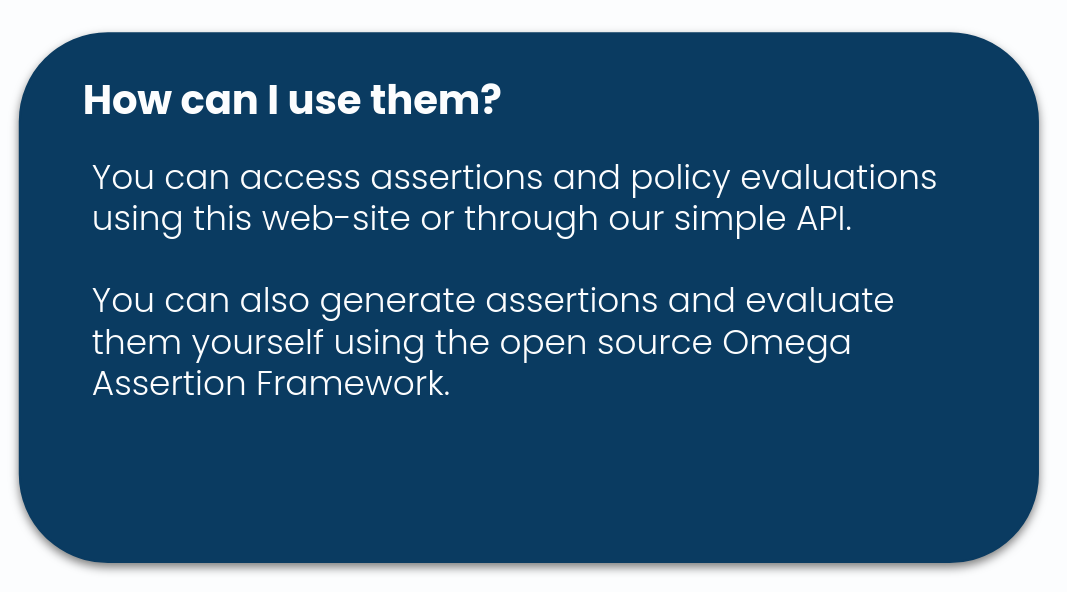 How can I use them?
You can access assertions and policy evaluations
using this web-site or through our simple API.
You can also generate assertions and evaluate
them yourself using the open source Omega
Assertion Framework.